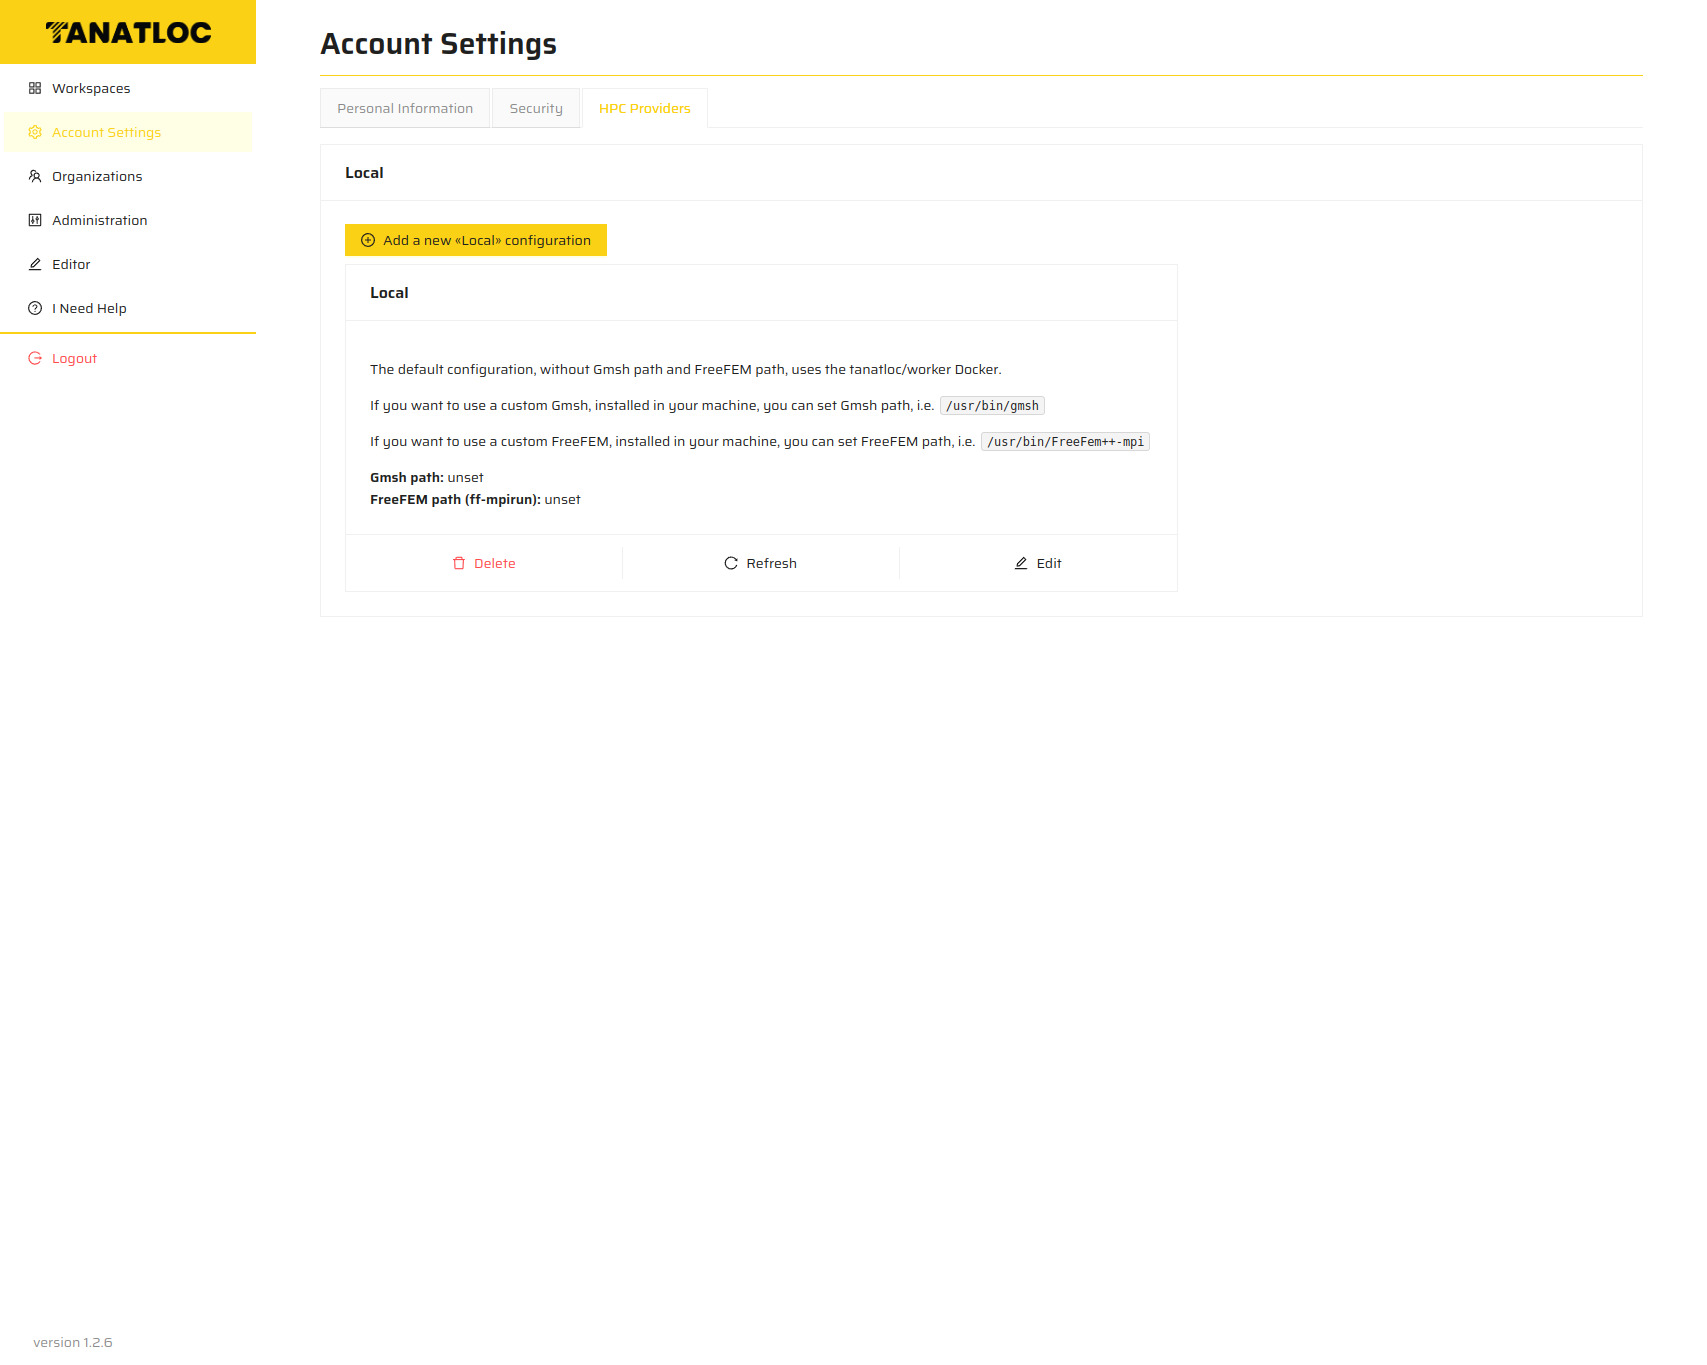 TANATLOC
Workspaces
Account Settings
Organizations
Administration
Editor
I Need Help
Logout
version 1.2.6
Account Settings
Personal Information
Security
HPC Providers
Local
Add a new «Local» configuration
Local
The default configuration, without Gmsh path and FreeFEM path, uses the tanatloc/worker Docker.
If you want to use a custom Gmsh, installed in your machine, you can set Gmsh path, i.e. /usr/bin/gmsh
If you want to use a custom FreeFEM, installed in your machine, you can set FreeFEM path, i.e. /usr/bin/FreeFem++-mpi
Gmsh path: unset
FreeFEM path (ff-mpirun): unset
Delete
Refresh
Edit